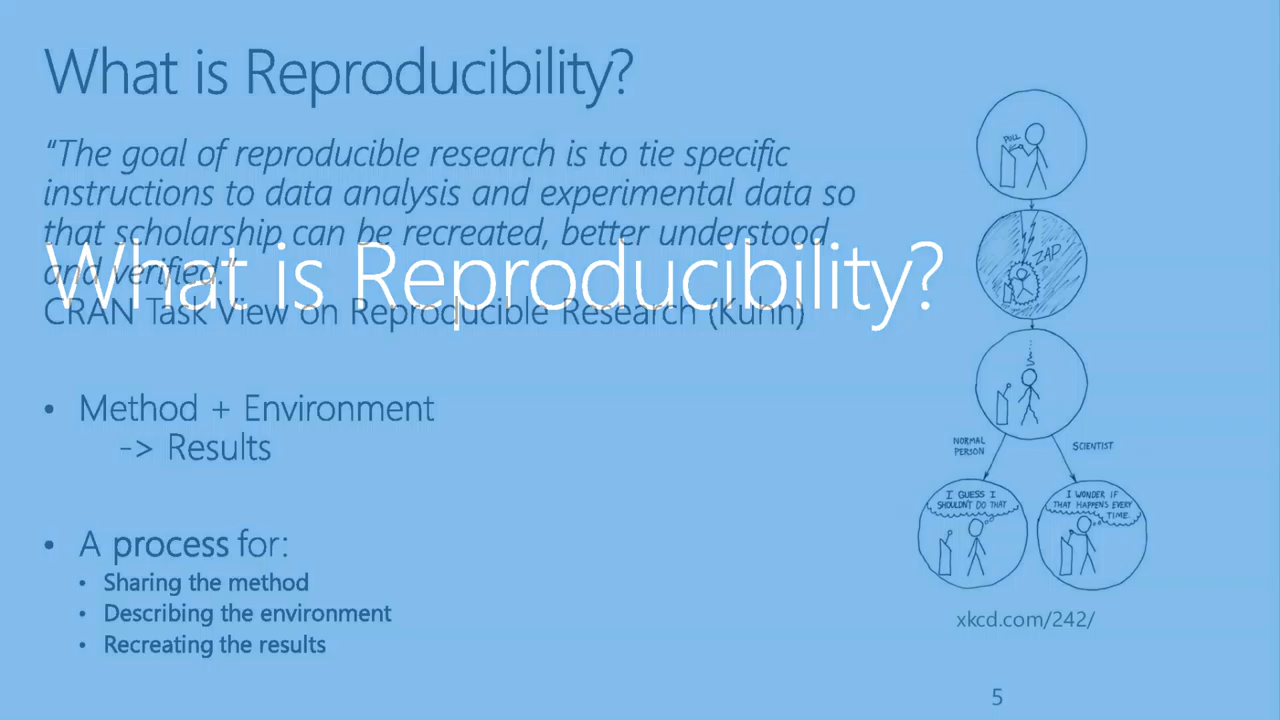 What is Reproducibility?
“The goal of reproducible research is to tie specific
instructions to data analysis and experimental data so
that scholarship can be recreated, better understood
and verified.”
What is Reproducibility?
CRAN Task View on Reproducible Research (Kuhn)
• Method + Environment
-> Results
• A process for:
• Sharing the method
• Describing the environment
• Recreating the results
POLL
ZAP
NORMAL
PERSON
SCIENTIST
I GUESS I
SHOULDN'T DO THAT
I WONDER IF
THAT HAPPENS EVERY
TIME.
xkcd.com/242/
5